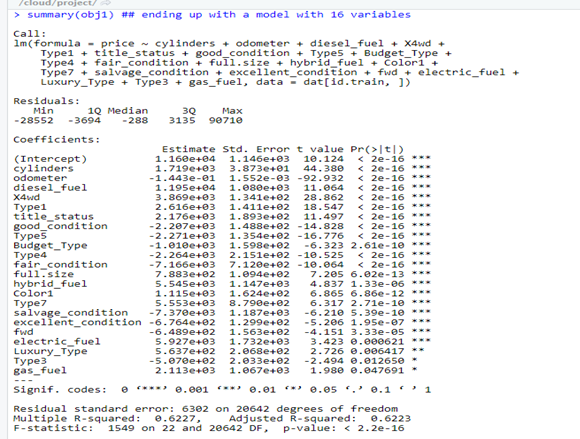 /cloud/project/
> summary(obj1) ## ending up with a model with 16 variables
Call:
lm(formula = price ~ cylinders + odometer + diesel_fuel + X4wd +
Type1 + title_status + good_condition + Type5 + Budget_Type +
Type4 + fair_condition + full.size + hybrid_fuel + Color1 +
Type7 + salvage_condition + excellent_condition + fwd + electric_fuel +
Luxury_Type + Type3 + gas_fuel, data = dat[id.train, ])
Residuals:
Min 1Q Median 3Q Max
-28552 -3694 -288 3135 90710
Coefficients:
Estimate Std. Error t value Pr(>|t|)
(Intercept) 1.160e+04 1.146e+03 10.124 < 2e-16 ***
cylinders 1.719e+03 3.873e+01 44.380 < 2e-16 ***
odometer -1.443e-01 1.552e-03 -92.932 < 2e-16 ***
diesel_fuel 1.195e+04 1.080e+03 11.064 < 2e-16 ***
X4wd 3.869e+03 1.341e+02 28.862 < 2e-16 ***
Type1 2.616e+03 1.411e+02 18.547 < 2e-16 ***
title_status 2.176e+03 1.893e+02 11.497 < 2e-16 ***
good_condition -2.207e+03 1.488e+02 -14.828 < 2e-16 ***
Type5 -2.271e+03 1.354e+02 -16.776 < 2e-16 ***
Budget_Type -1.010e+03 1.598e+02 -6.323 2.61e-10 ***
Type4 -2.264e+03 2.151e+02 -10.525 < 2e-16 ***
fair_condition -7.166e+03 7.120e+02 -10.064 < 2e-16 ***
full.size 7.883e+02 1.094e+02 7.205 6.02e-13 ***
hybrid_fuel 5.545e+03 1.147e+03 4.837 1.33e-06 ***
Color1 1.115e+03 1.624e+02 6.865 6.86e-12 ***
Type7 5.553e+03 8.790e+02 6.317 2.71e-10 ***
salvage_condition -7.370e+03 1.187e+03 -6.210 5.39e-10 ***
excellent_condition -6.764e+02 1.299e+02 -5.206 1.95e-07 ***
fwd -6.489e+02 1.563e+02 -4.151 3.33e-05 ***
electric_fuel 5.927e+03 1.732e+03 3.423 0.000621 ***
Luxury_Type 5.637e+02 2.068e+02 2.726 0.006417 **
Type3 -5.070e+02 2.033e+02 -2.494 0.012650 *
gas_fuel 2.113e+03 1.067e+03 1.980 0.047691 *
---
Signif. codes: 0 ‘***’ 0.001 ‘**’ 0.01 ‘*’ 0.05 ‘.’ 0.1 ‘ ’ 1
Residual standard error: 6302 on 20642 degrees of freedom
Multiple R-squared: 0.6227, Adjusted R-squared: 0.6223
F-statistic: 1549 on 22 and 20642 DF, p-value: < 2.2e-16